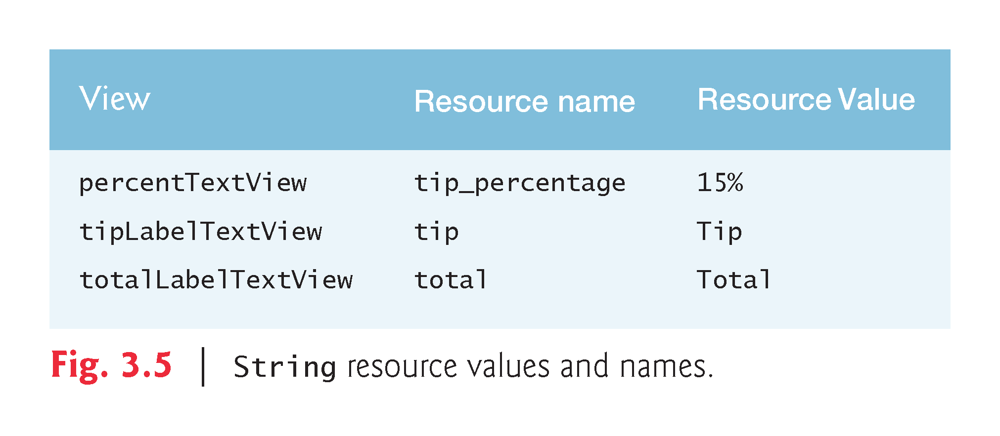 View Resource name Resource Value
percentTextView tip_percentage 15%
tipLabelTextView tip Tip
totalLabelTextView total Total
Fig. 3.5 | String resource values and names.